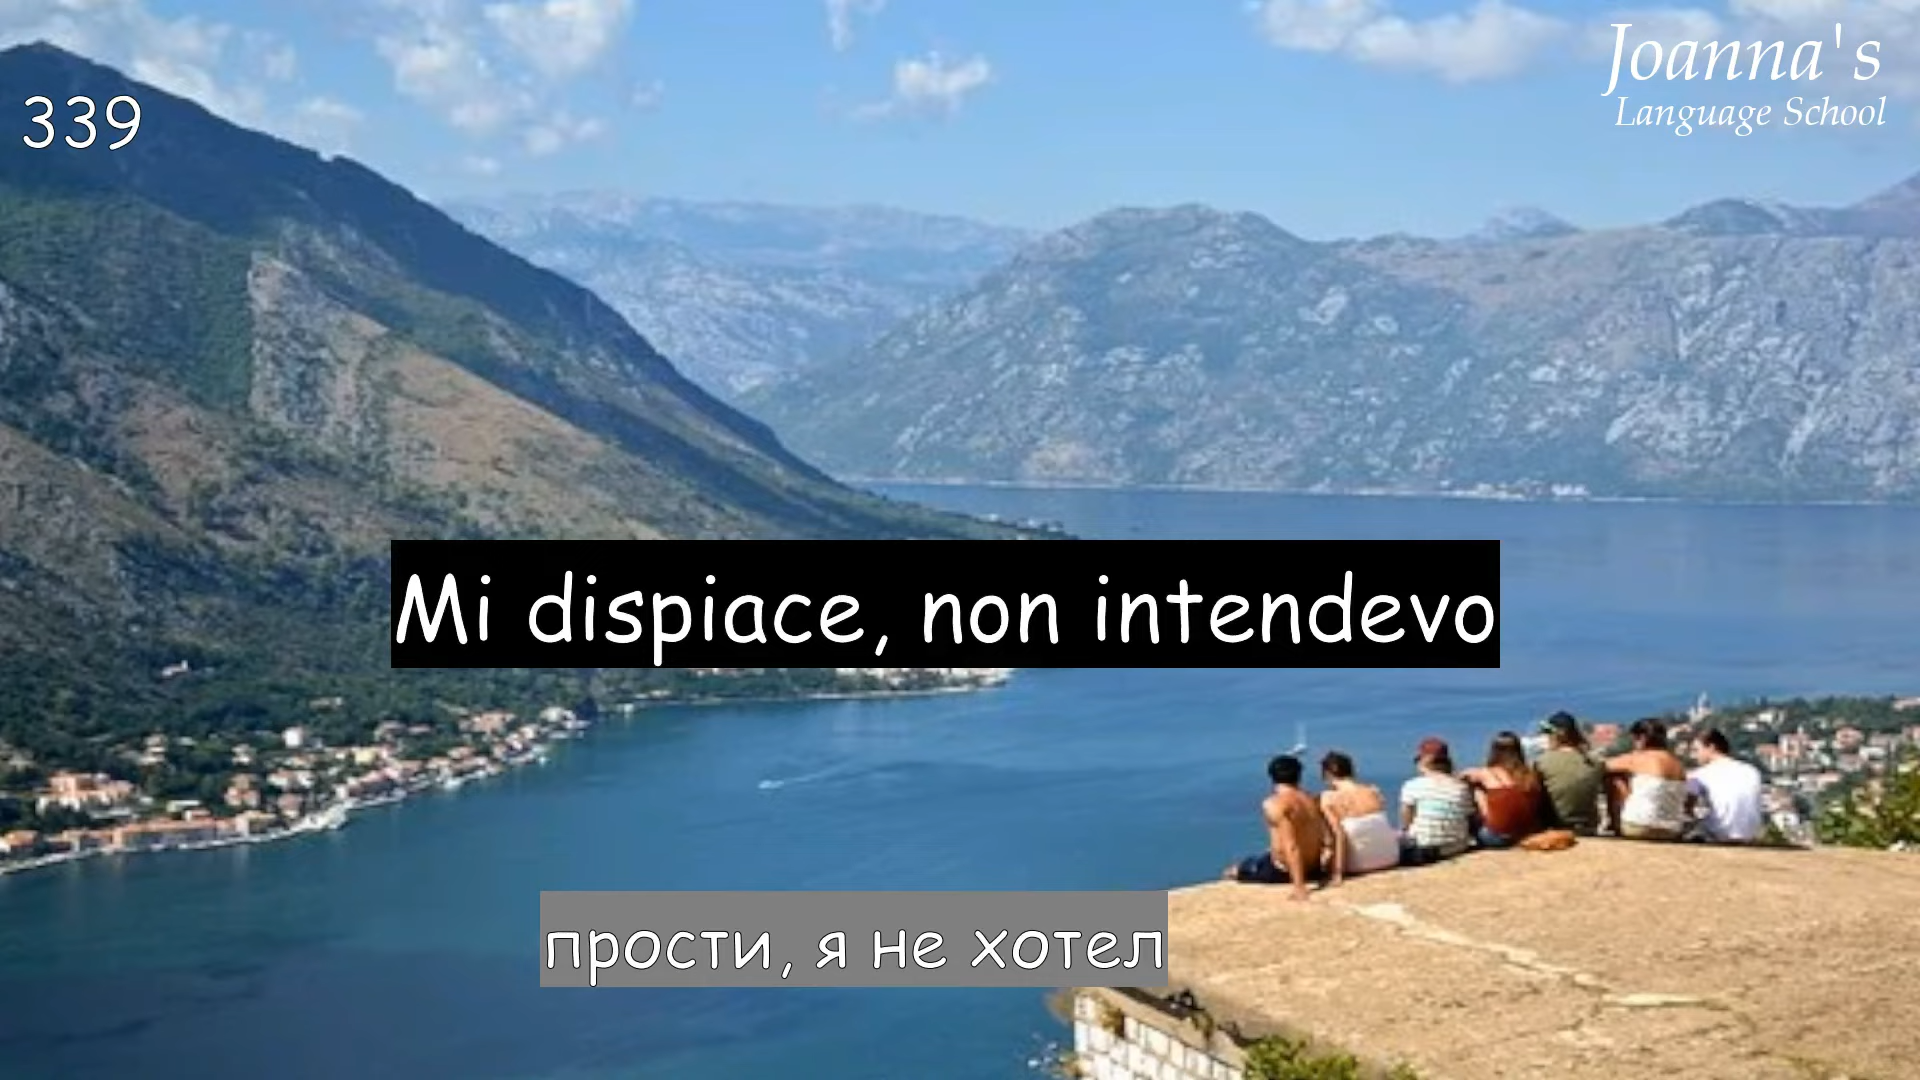 Joanna's
Language School
339
Mi dispiace, non intendevo
прости, я не хотел